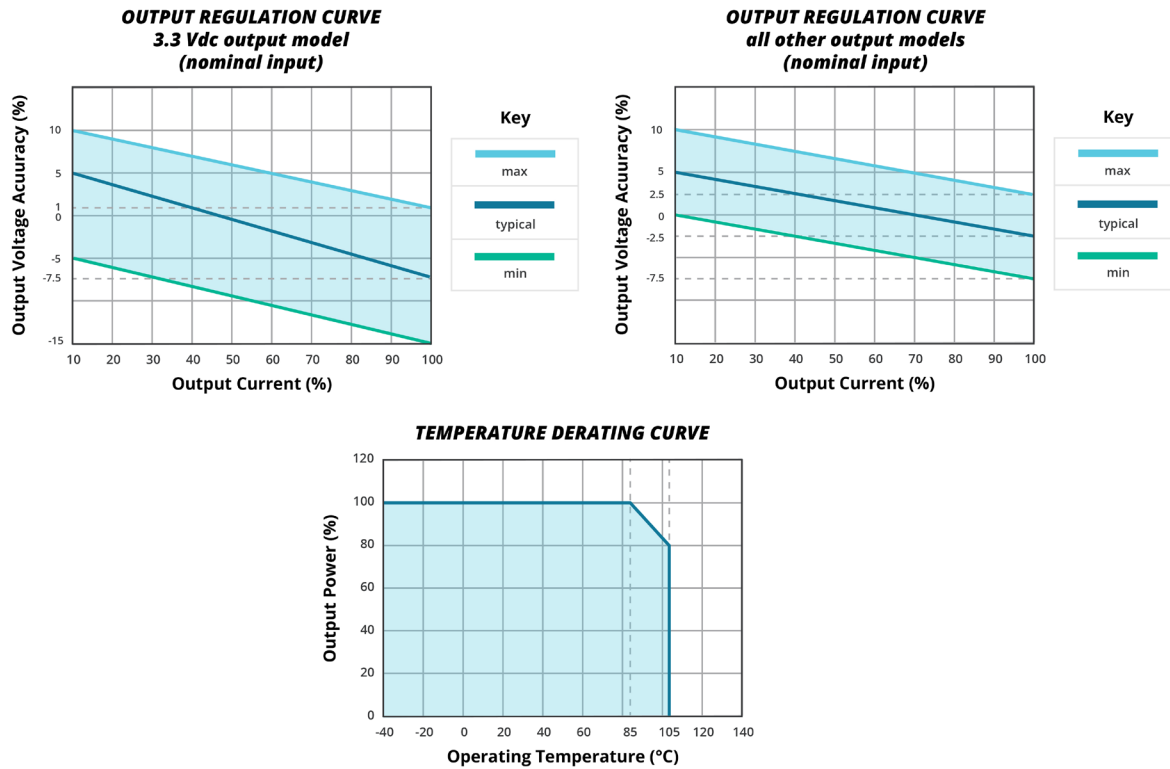 OUTPUT REGULATION CURVE
3.3 Vdc output model
(nominal input)
Output Voltage Acuuracy (%)
10
5
1
0
-5
-7.5
-15
10 20 30 40 50 60 70 80 90 100
Output Current (%)
Key
max
typical
min
OUTPUT REGULATION CURVE
all other output models
(nominal input)
Output Voltage Acuuracy (%)
10
5
2.5
0
-2.5
-7.5
10 20 30 40 50 60 70 80 90 100
Output Current (%)
Key
max
typical
min
TEMPERATURE DERATING CURVE
Output Power (%)
120
100
80
60
40
20
0
-40 -20 0 20 40 60 85 105 120 140
Operating Temperature (°C)